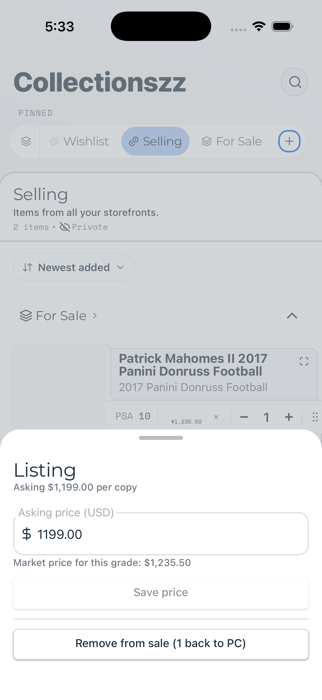 5:33
Collectionszz
PINNED
Wishlist
Selling
For Sale
Selling
Items from all your storefronts.
2 items • Private
Newest added
For Sale
Patrick Mahomes II 2017
Panini Donruss Football
2017 Panini Donruss Football
PSA 10
$1,235.50
×
− 1 +
Listing
Asking $1,199.00 per copy
Asking price (USD)
$ 1199.00
Market price for this grade: $1,235.50
Save price
Remove from sale (1 back to PC)